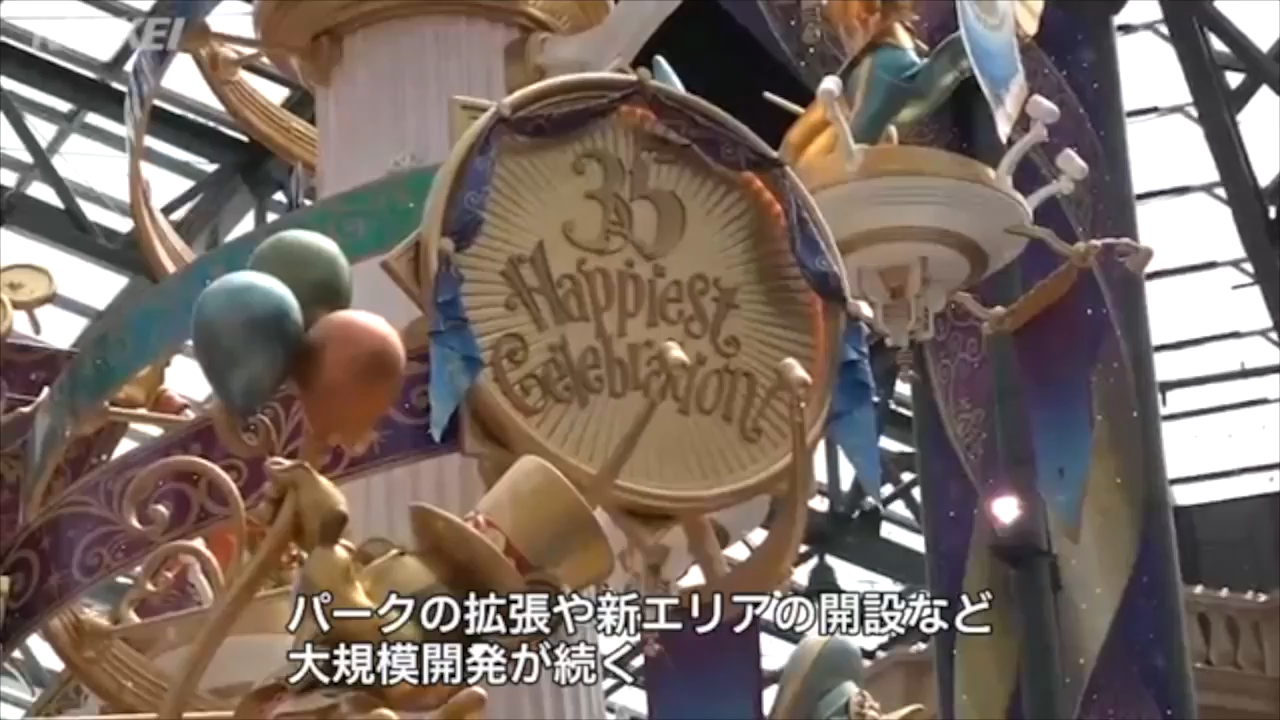 35
Happiest
Celebration!
パークの拡張や新エリアの開設など
大規模開発が続く